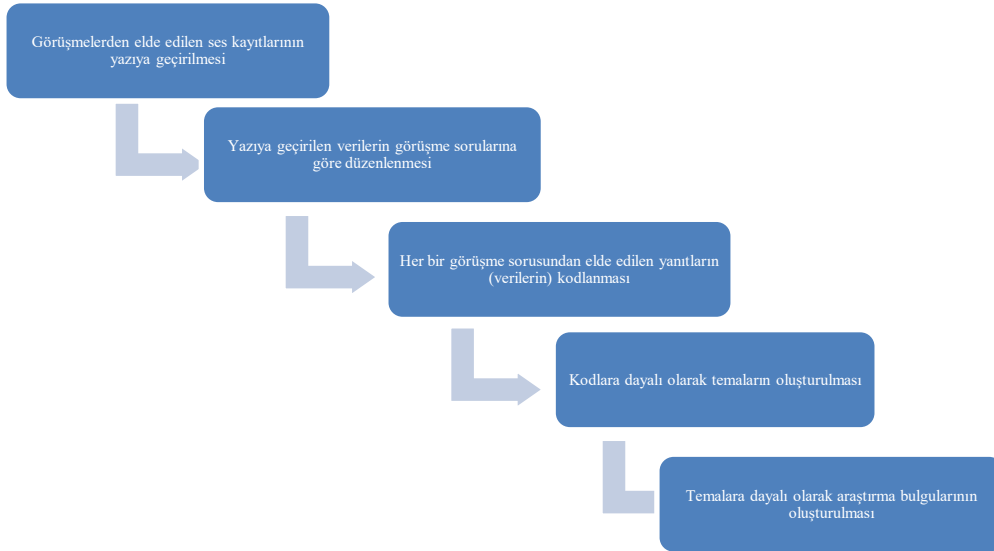 Görüşmelerden elde edilen ses kayıtlarının
yazıya geçirilmesi
Yazıya geçirilen verilerin görüşme sorularına
göre düzenlenmesi
Her bir görüşme sorusundan elde edilen yanıtların
(verilerin) kodlanması
Kodlara dayalı olarak temaların oluşturulması
Temalara dayalı olarak araştırma bulgularının
oluşturulması